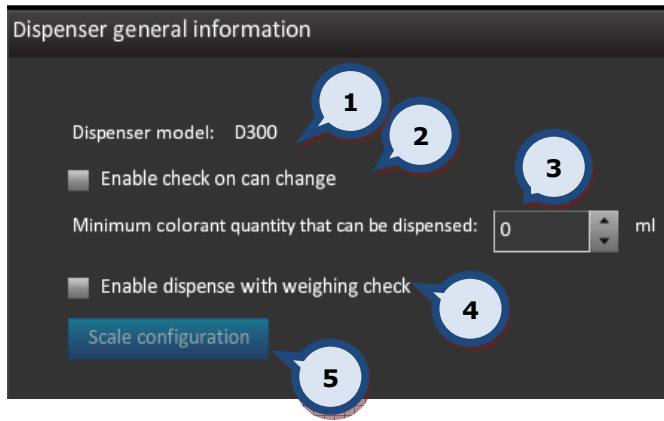 Dispenser general information
1
Dispenser model: D300
2
Enable check on can change
3
Minimum colorant quantity that can be dispensed: 0 ml
Enable dispense with weighing check
4
Scale configuration
5